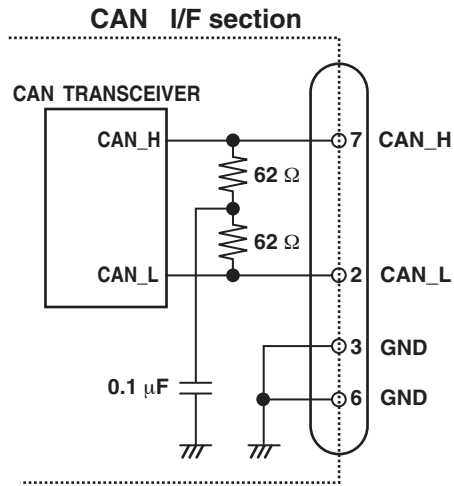 CAN I/F section
CAN TRANSCEIVER
CAN_H
7 CAN_H
62 Ω
62 Ω
CAN_L
2 CAN_L
3 GND
0.1 μF
6 GND